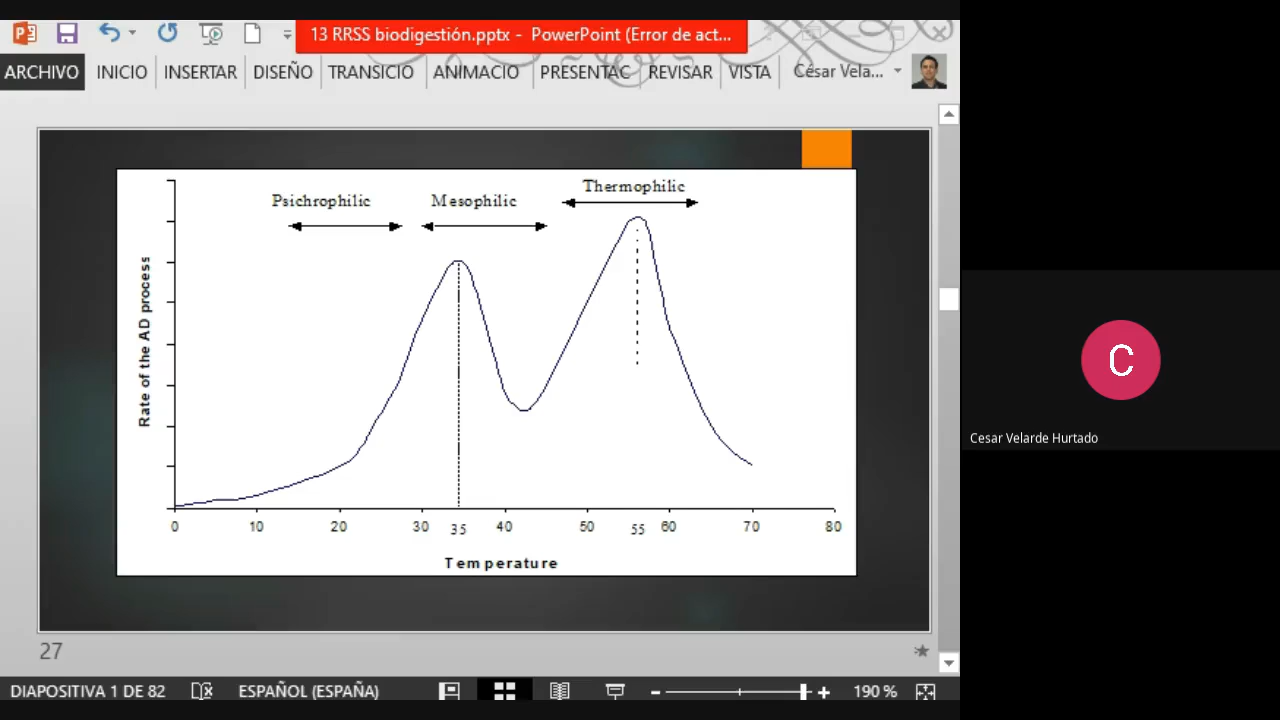 13 RRSS biodigestión.pptx - PowerPoint (Error de act...
ARCHIVO INICIO INSERTAR DISEÑO TRANSICIO ANIMACIO PRESENTAC REVISAR VISTA César Vela...
Psichrophilic Mesophilic Thermophilic
Rate of the AD process
0 10 20 30 35 40 50 55 60 70 80
Temperature
27
DIAPOSITIVA 1 DE 82 ESPAÑOL (ESPAÑA) 190 %
C
Cesar Velarde Hurtado